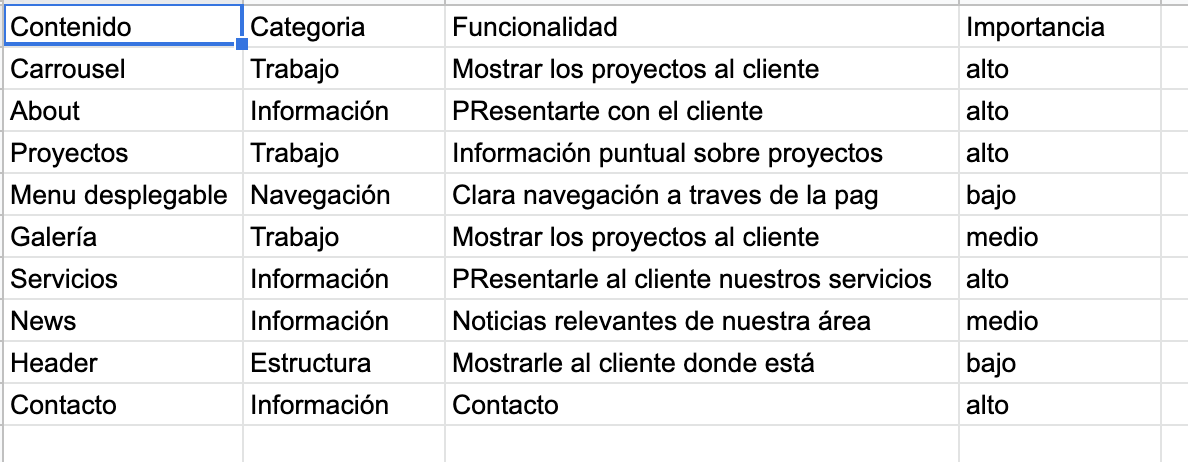 Contenido Categoria Funcionalidad Importancia
Carrousel Trabajo Mostrar los proyectos al cliente alto
About Información PResentarte con el cliente alto
Proyectos Trabajo Información puntual sobre proyectos alto
Menu desplegable Navegación Clara navegación a traves de la pag bajo
Galería Trabajo Mostrar los proyectos al cliente medio
Servicios Información PResentarle al cliente nuestros servicios alto
News Información Noticias relevantes de nuestra área medio
Header Estructura Mostrarle al cliente donde está bajo
Contacto Información Contacto alto